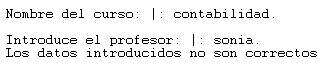 Nombre del curso: |: contabilidad.
Introduce el profesor: |: sonia.
Los datos introducidos no son correctos